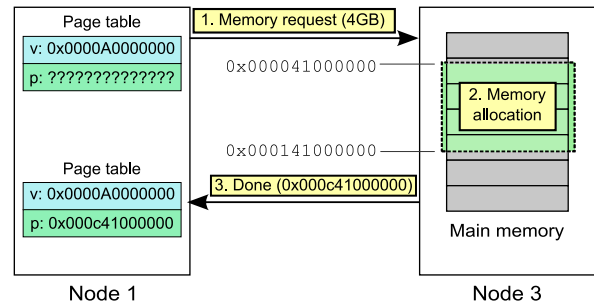 Page table
v: 0x0000A0000000
p: ??????????????
1. Memory request (4GB)
0x000041000000
2. Memory
allocation
0x000141000000
Page table
v: 0x0000A0000000
p: 0x000c41000000
3. Done (0x000c41000000)
Main memory
Node 1
Node 3